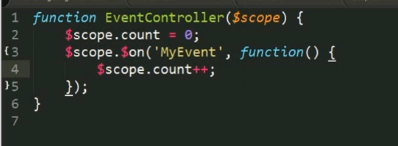 1 function EventController($scope) {
2     $scope.count = 0;
{3     $scope.$on('MyEvent', function() {
4         $scope.count++;
}5     });
6 }
7